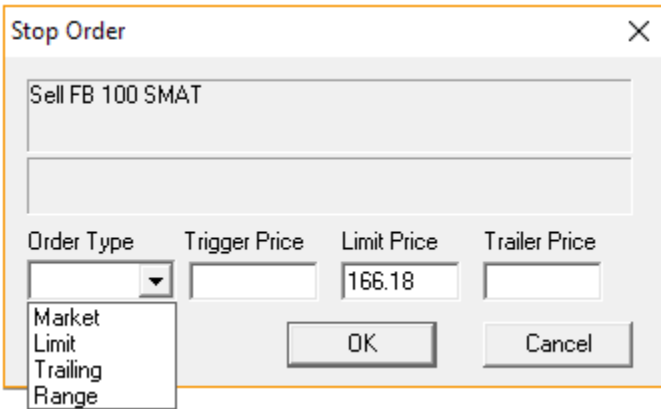 Stop Order
Sell FB 100 SMAT
Order Type Trigger Price Limit Price Trailer Price
166.18
Market
Limit
Trailing
Range
OK Cancel